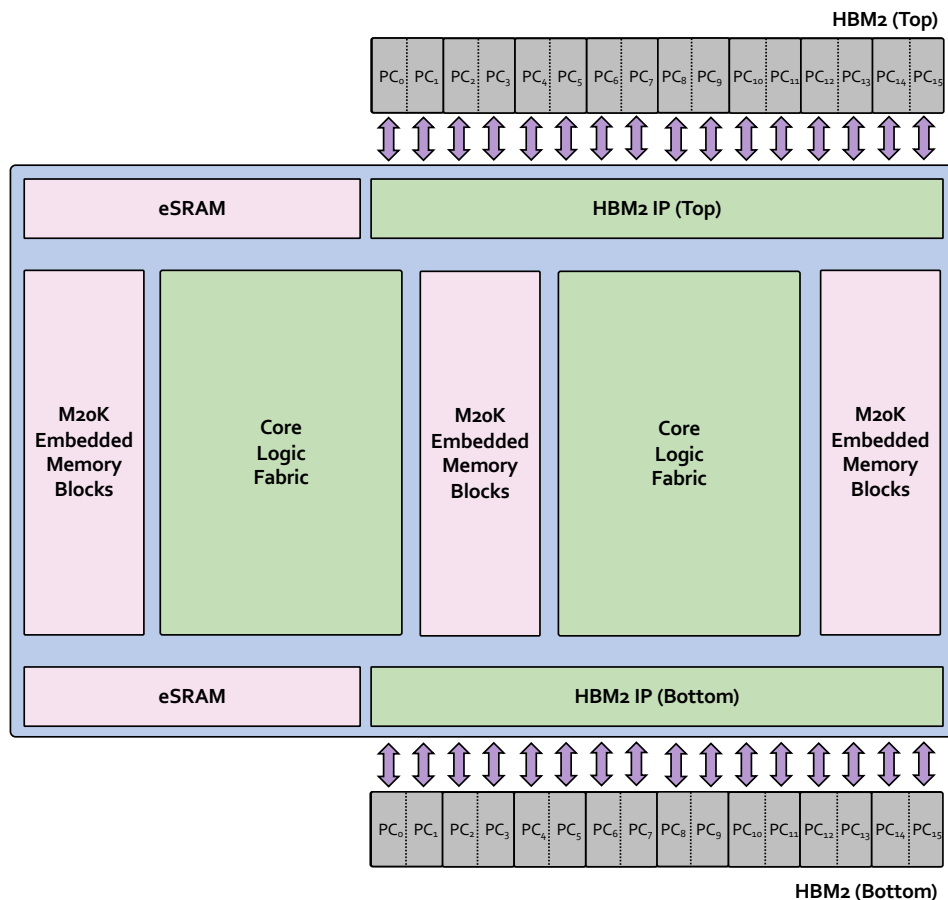 HBM2 (Top)
PC₀ PC₁ PC₂ PC₃ PC₄ PC₅ PC₆ PC₇ PC₈ PC₉ PC₁₀ PC₁₁ PC₁₂ PC₁₃ PC₁₄ PC₁₅
eSRAM
HBM2 IP (Top)
M20K
Embedded
Memory
Blocks
Core
Logic
Fabric
M20K
Embedded
Memory
Blocks
Core
Logic
Fabric
M20K
Embedded
Memory
Blocks
eSRAM
HBM2 IP (Bottom)
PC₀ PC₁ PC₂ PC₃ PC₄ PC₅ PC₆ PC₇ PC₈ PC₉ PC₁₀ PC₁₁ PC₁₂ PC₁₃ PC₁₄ PC₁₅
HBM2 (Bottom)